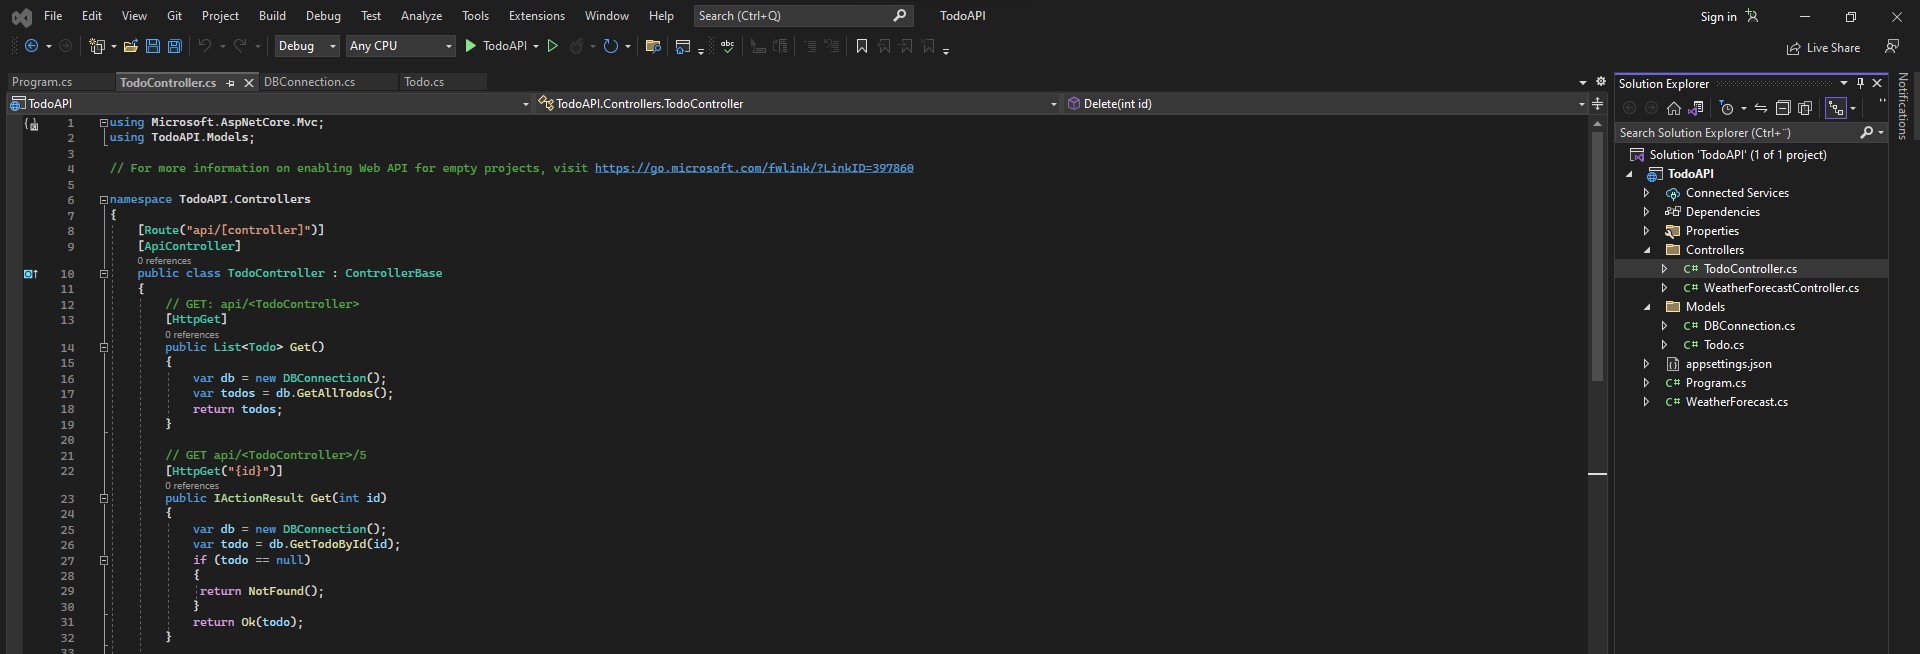 File Edit View Git Project Build Debug Test Analyze Tools Extensions Window Help Search (Ctrl+Q) TodoAPI Sign in
Debug Any CPU TodoAPI Live Share
Program.cs TodoController.cs DBConnection.cs Todo.cs
TodoAPI TodoAPI.Controllers.TodoController Delete(int id)
1 using Microsoft.AspNetCore.Mvc;
2 using TodoAPI.Models;
3
4 // For more information on enabling Web API for empty projects, visit https://go.microsoft.com/fwlink/?LinkID=397860
5
6 namespace TodoAPI.Controllers
7 {
8 [Route("api/[controller]")]
9 [ApiController]
0 references
10 public class TodoController : ControllerBase
11 {
12 // GET: api/<TodoController>
13 [HttpGet]
0 references
14 public List<Todo> Get()
15 {
16 var db = new DBConnection();
17 var todos = db.GetAllTodos();
18 return todos;
19 }
20
21 // GET api/<TodoController>/5
22 [HttpGet("{id}")]
0 references
23 public IActionResult Get(int id)
24 {
25 var db = new DBConnection();
26 var todo = db.GetTodoById(id);
27 if (todo == null)
28 {
29 return NotFound();
30 }
31 return Ok(todo);
32 }
33
Solution Explorer
Search Solution Explorer (Ctrl+¨)
Solution 'TodoAPI' (1 of 1 project)
TodoAPI
Connected Services
Dependencies
Properties
Controllers
C# TodoController.cs
C# WeatherForecastController.cs
Models
C# DBConnection.cs
C# Todo.cs
appsettings.json
C# Program.cs
C# WeatherForecast.cs
Notifications